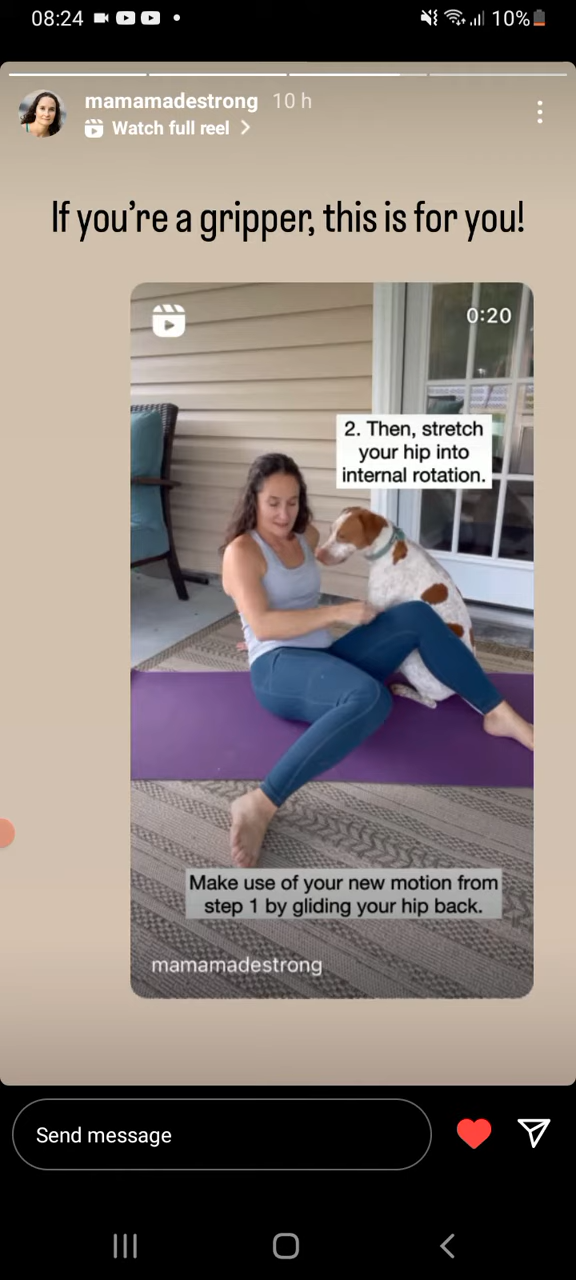 08:24
10%
mamamadestrong 10 h
Watch full reel
If you're a gripper, this is for you!
0:20
2. Then, stretch
your hip into
internal rotation.
Make use of your new motion from
step 1 by gliding your hip back.
mamamadestrong
Send message